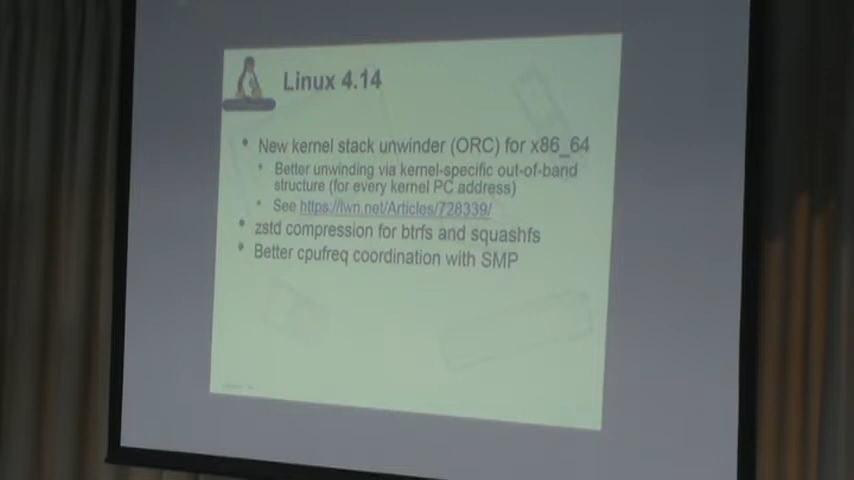 Linux 4.14
• New kernel stack unwinder (ORC) for x86_64
• Better unwinding via kernel-specific out-of-band
structure (for every kernel PC address)
• See https://lwn.net/Articles/728339/
• zstd compression for btrfs and squashfs
• Better cpufreq coordination with SMP